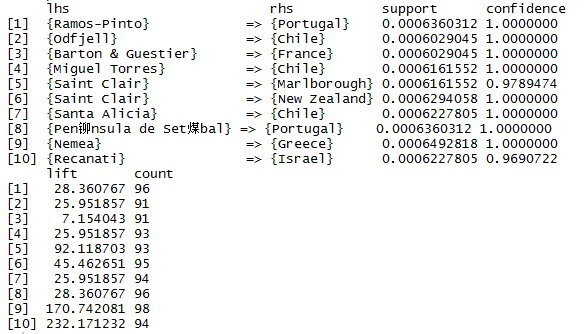 lhs rhs support confidence
[1] {Ramos-Pinto} => {Portugal} 0.0006360312 1.0000000
[2] {Odfjell} => {Chile} 0.0006029045 1.0000000
[3] {Barton & Guestier} => {France} 0.0006029045 1.0000000
[4] {Miguel Torres} => {Chile} 0.0006161552 1.0000000
[5] {Saint Clair} => {Marlborough} 0.0006161552 0.9789474
[6] {Saint Clair} => {New Zealand} 0.0006294058 1.0000000
[7] {Santa Alicia} => {Chile} 0.0006227805 1.0000000
[8] {Pen铆nsula de Set煤bal} => {Portugal} 0.0006360312 1.0000000
[9] {Nemea} => {Greece} 0.0006492818 1.0000000
[10] {Recanati} => {Israel} 0.0006227805 0.9690722
lift count
[1] 28.360767 96
[2] 25.951857 91
[3] 7.154043 91
[4] 25.951857 93
[5] 92.118703 93
[6] 45.462651 95
[7] 25.951857 94
[8] 28.360767 96
[9] 170.742081 98
[10] 232.171232 94